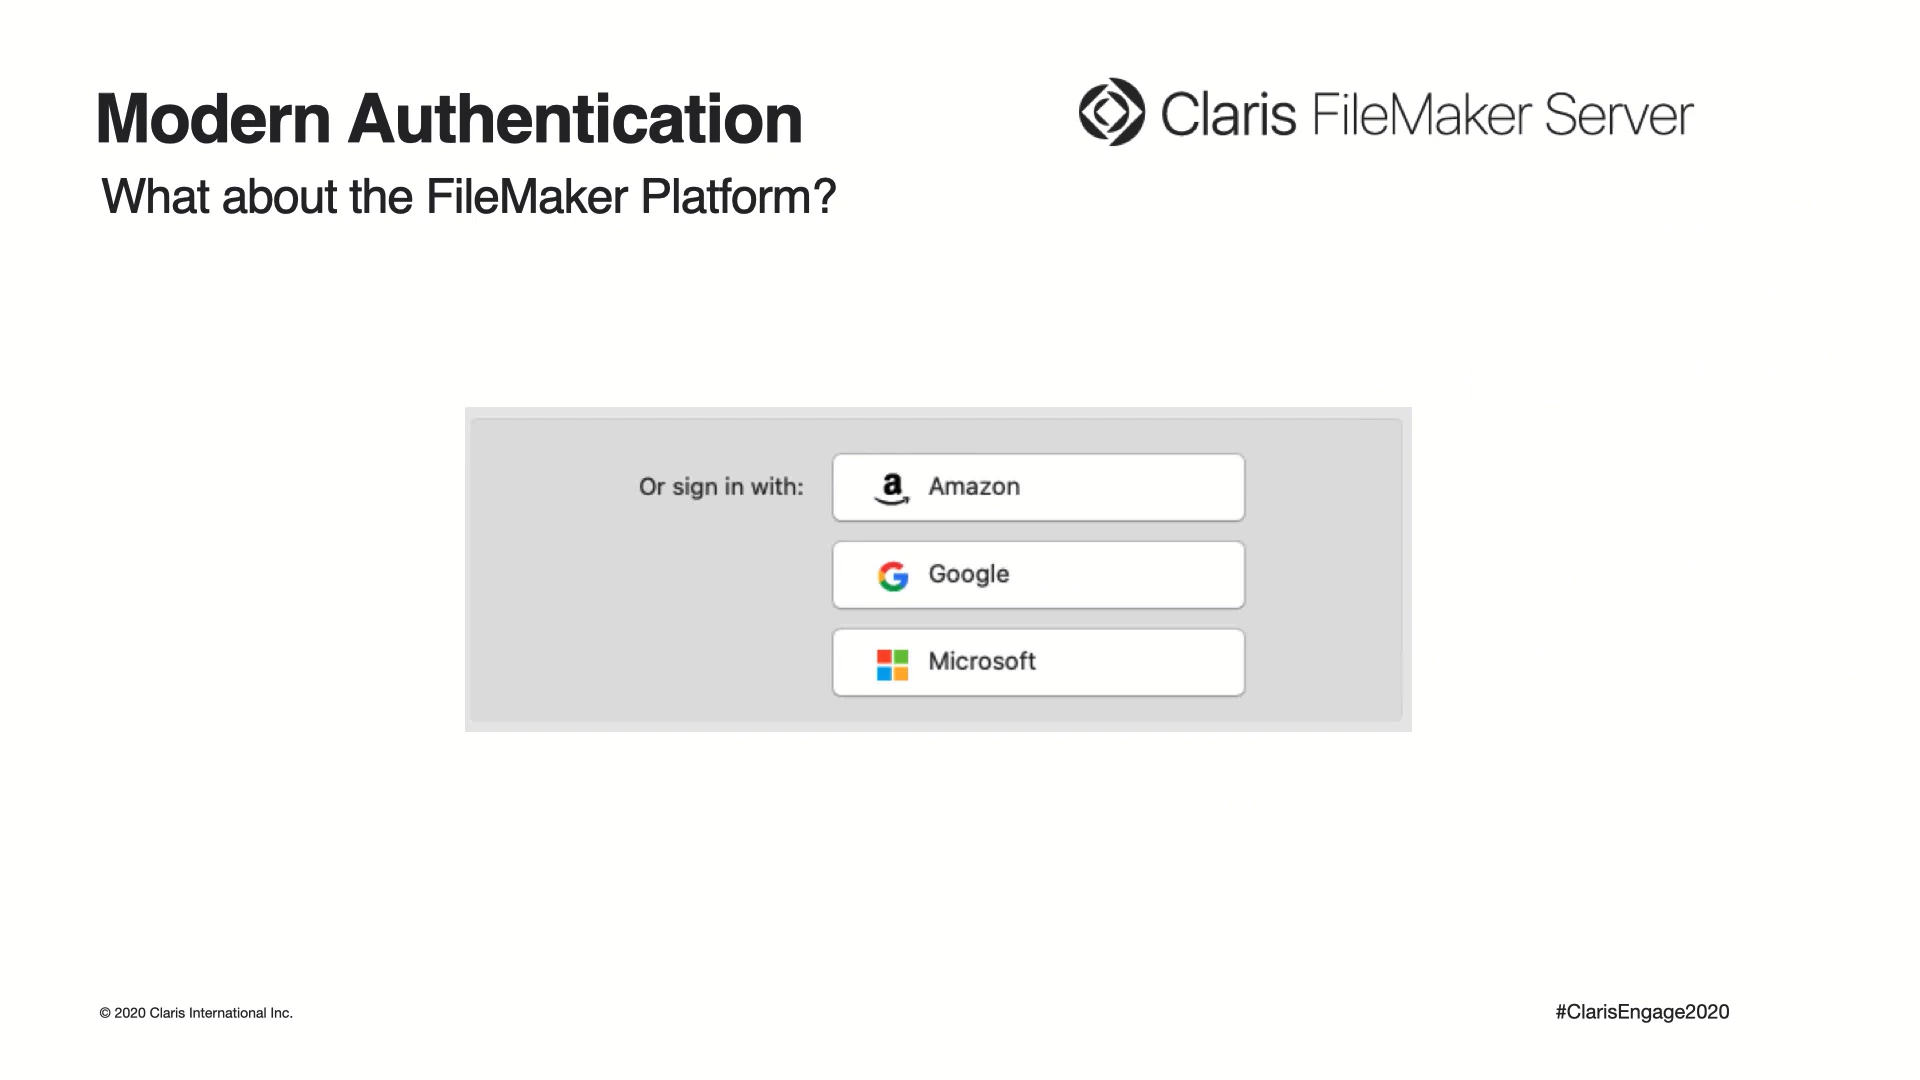 Modern Authentication
Claris FileMaker Server
What about the FileMaker Platform?
Or sign in with:
Amazon
Google
Microsoft
© 2020 Claris International Inc.
#ClarisEngage2020